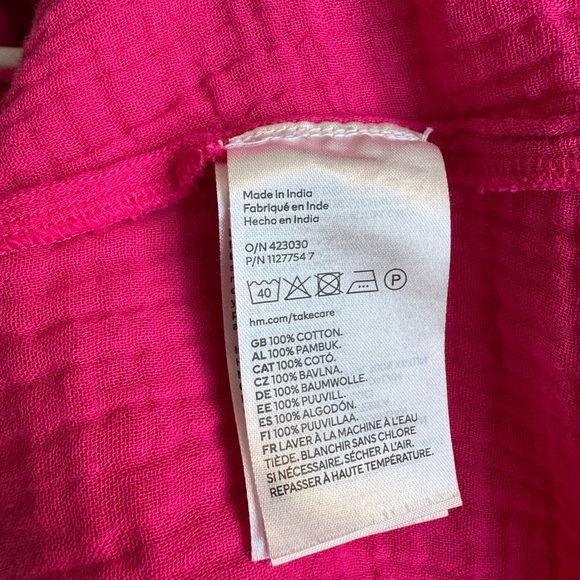 Made in India
Fabriqué en Inde
Hecho en India
O/N 423030
P/N 1127754 7
40 P
hm.com/takecare
GB 100% COTTON.
AL 100% PAMBUK.
CAT 100% COTÓ.
CZ 100% BAVLNA.
DE 100% BAUMWOLLE.
EE 100% PUUVILL.
ES 100% ALGODÓN.
FI 100% PUUVILLAA.
FR LAVER À LA MACHINE À L'EAU
TIÈDE, BLANCHIR SANS CHLORE
SI NÉCESSAIRE, SÉCHER À L'AIR.
REPASSER À HAUTE TEMPÉRATURE.